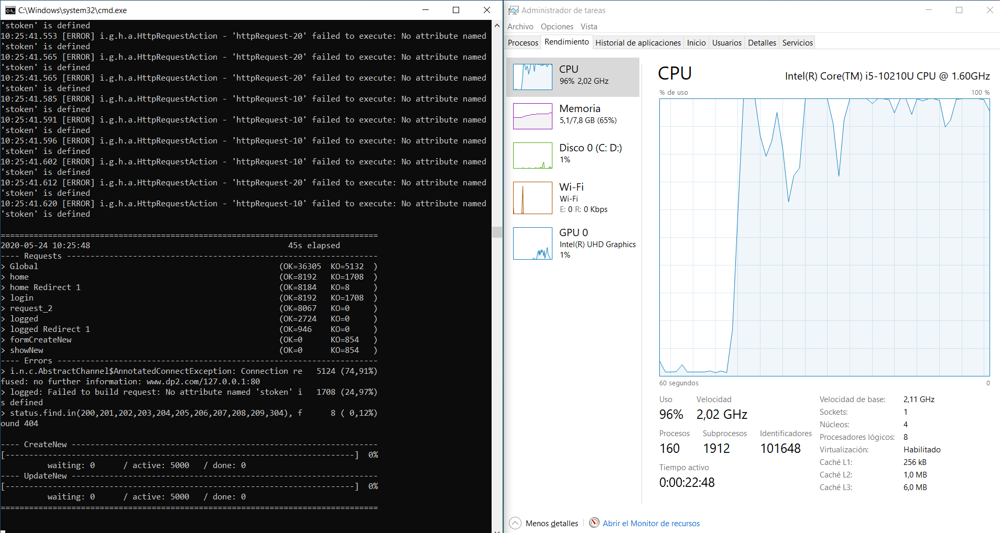 C:\Windows\system32\cmd.exe
'stoken' is defined
10:25:41.553 [ERROR] i.g.h.a.HttpRequestAction - 'httpRequest-20' failed to execute: No attribute named
'stoken' is defined
10:25:41.565 [ERROR] i.g.h.a.HttpRequestAction - 'httpRequest-20' failed to execute: No attribute named
'stoken' is defined
10:25:41.565 [ERROR] i.g.h.a.HttpRequestAction - 'httpRequest-20' failed to execute: No attribute named
'stoken' is defined
10:25:41.585 [ERROR] i.g.h.a.HttpRequestAction - 'httpRequest-10' failed to execute: No attribute named
'stoken' is defined
10:25:41.591 [ERROR] i.g.h.a.HttpRequestAction - 'httpRequest-10' failed to execute: No attribute named
'stoken' is defined
10:25:41.596 [ERROR] i.g.h.a.HttpRequestAction - 'httpRequest-10' failed to execute: No attribute named
'stoken' is defined
10:25:41.602 [ERROR] i.g.h.a.HttpRequestAction - 'httpRequest-10' failed to execute: No attribute named
'stoken' is defined
10:25:41.612 [ERROR] i.g.h.a.HttpRequestAction - 'httpRequest-20' failed to execute: No attribute named
'stoken' is defined
10:25:41.620 [ERROR] i.g.h.a.HttpRequestAction - 'httpRequest-10' failed to execute: No attribute named
'stoken' is defined
================================================================================
2020-05-24 10:25:48                                          45s elapsed
---- Requests ------------------------------------------------------------------
> Global                                                   (OK=36305  KO=5132  )
> home                                                     (OK=8192   KO=1708  )
> home Redirect 1                                          (OK=8184   KO=8     )
> login                                                    (OK=8192   KO=1708  )
> request_2                                                (OK=8067   KO=0     )
> logged                                                   (OK=2724   KO=0     )
> logged Redirect 1                                        (OK=946    KO=0     )
> formCreateNew                                            (OK=0      KO=854   )
> showNew                                                  (OK=0      KO=854   )
---- Errors --------------------------------------------------------------------
> i.n.c.AbstractChannel$AnnotatedConnectException: Connection re   5124 (74,91%)
fused: no further information: www.dp2.com/127.0.0.1:80
> logged: Failed to build request: No attribute named 'stoken' i   1708 (24,97%)
s defined
> status.find.in(200,201,202,203,204,205,206,207,208,209,304), f      8 ( 0,12%)
ound 404
---- CreateNew -----------------------------------------------------------------
[--------------------------------------------------------------------------]  0%
          waiting: 0      / active: 5000   / done: 0
---- UpdateNew -----------------------------------------------------------------
[--------------------------------------------------------------------------]  0%
          waiting: 0      / active: 5000   / done: 0
================================================================================
Administrador de tareas
Archivo Opciones Vista
Procesos Rendimiento Historial de aplicaciones Inicio Usuarios Detalles Servicios
CPU
96% 2,02 GHz
Memoria
5,1/7,8 GB (65%)
Disco 0 (C: D:)
1%
Wi-Fi
Wi-Fi
E: 0 R: 0 Kbps
GPU 0
Intel(R) UHD Graphics
1%
CPU
Intel(R) Core(TM) i5-10210U CPU @ 1.60GHz
% de uso 100 %
60 segundos 0
Uso Velocidad
96% 2,02 GHz
Procesos Subprocesos Identificadores
160 1912 101648
Tiempo activo
0:00:22:48
Velocidad de base: 2,11 GHz
Sockets: 1
Núcleos: 4
Procesadores lógicos: 8
Virtualización: Habilitado
Caché L1: 256 kB
Caché L2: 1,0 MB
Caché L3: 6,0 MB
Menos detalles
Abrir el Monitor de recursos